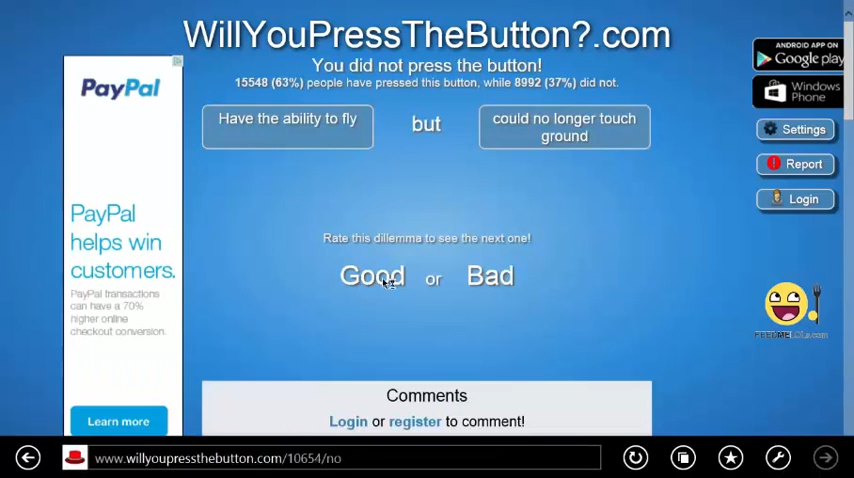 WillYouPressTheButton?.com
You did not press the button!
15548 (63%) people have pressed this button, while 8992 (37%) did not.
Have the ability to fly
but
could no longer touch
ground
Rate this dilemma to see the next one!
Good or Bad
Comments
Login or register to comment!
PayPal
PayPal
helps win
customers.
PayPal transactions
can have a 70%
higher online
checkout conversion.
Learn more
ANDROID APP ON
Google play
Windows
Phone
Settings
Report
Login
FEEDMELOLs.com
www.willyoupressthebutton.com/10654/no